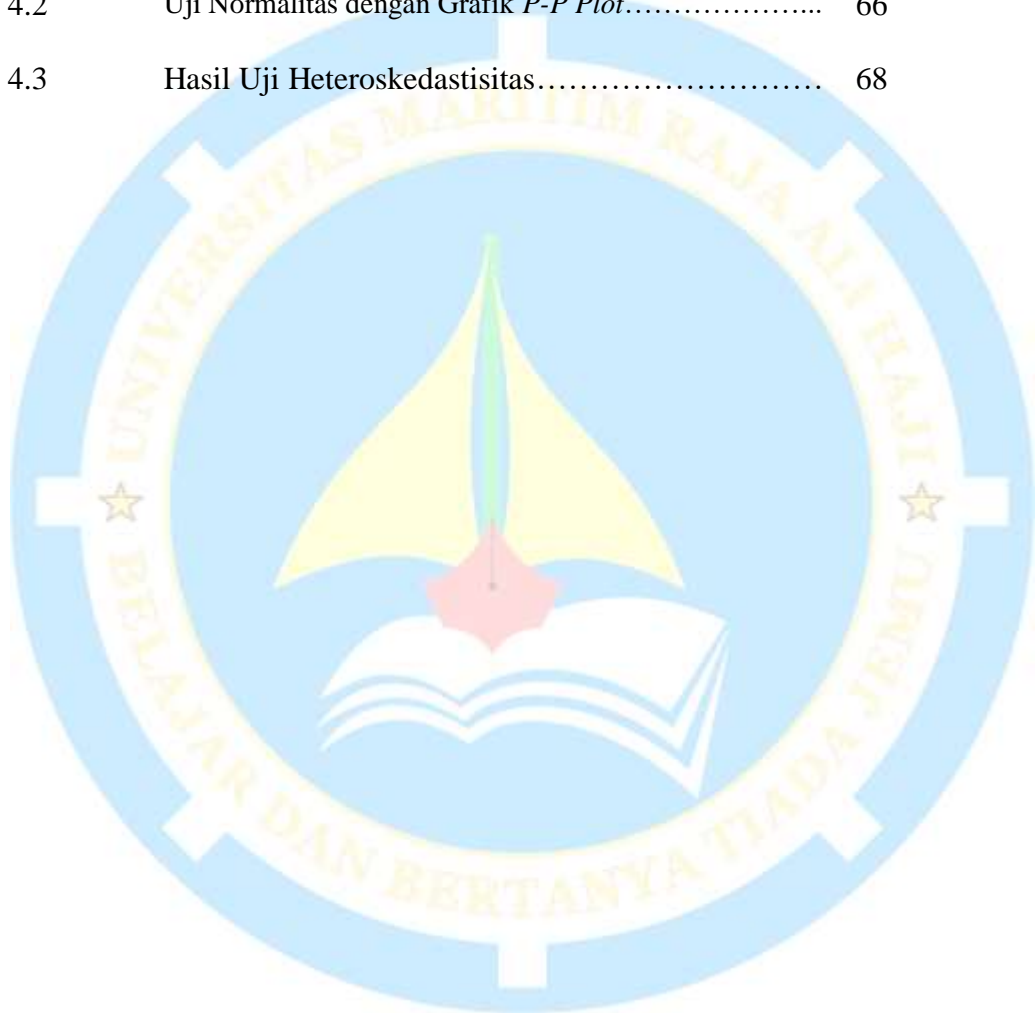 4.2 Uji Normalitas dengan Grafik P-P Plot………………... 66
4.3 Hasil Uji Heteroskedastisitas……………………… 68
UNIVERSITAS MARITIM RAJA ALI HAJI
BELAJAR DAN BERTANYA TIADA JEMU